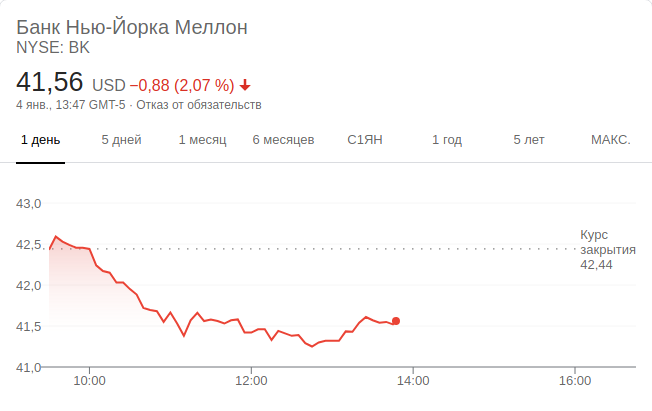 Банк Нью-Йорка Меллон
NYSE: BK
41,56 USD −0,88 (2,07 %)
4 янв., 13:47 GMT-5 · Отказ от обязательств
1 день 5 дней 1 месяц 6 месяцев С1ЯН 1 год 5 лет МАКС.
43,0
42,5
42,0
41,5
41,0
Курс
закрытия
42,44
10:00 12:00 14:00 16:00